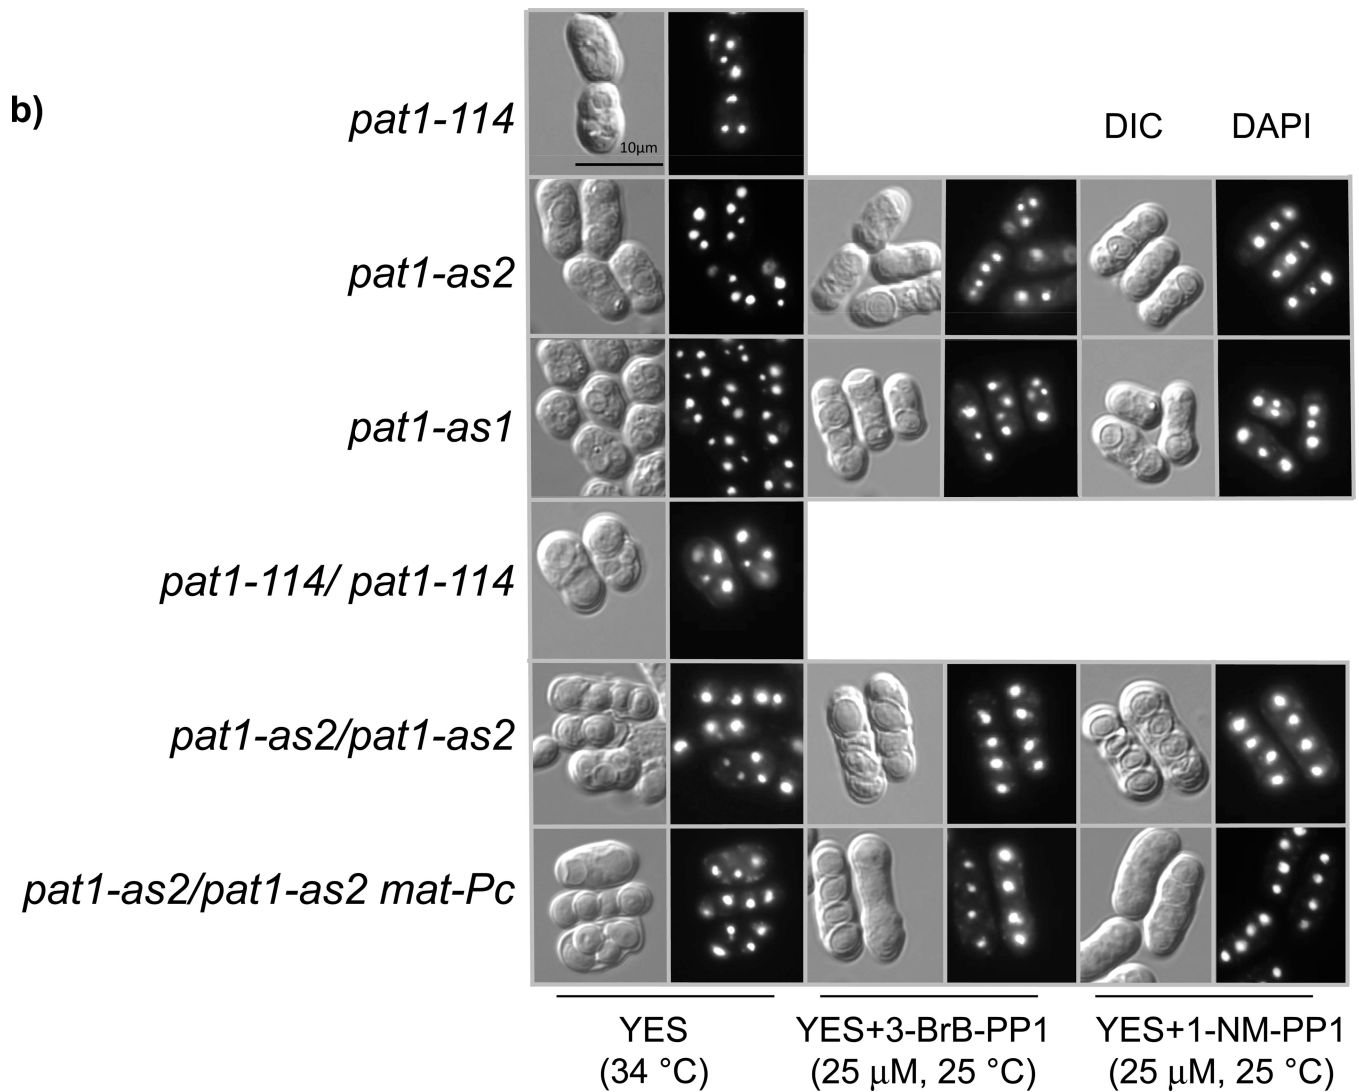 b)
pat1-114
10µm
DIC DAPI
pat1-as2
pat1-as1
pat1-114/ pat1-114
pat1-as2/pat1-as2
pat1-as2/pat1-as2 mat-Pc
YES YES+3-BrB-PP1 YES+1-NM-PP1
(34 °C) (25 µM, 25 °C) (25 µM, 25 °C)